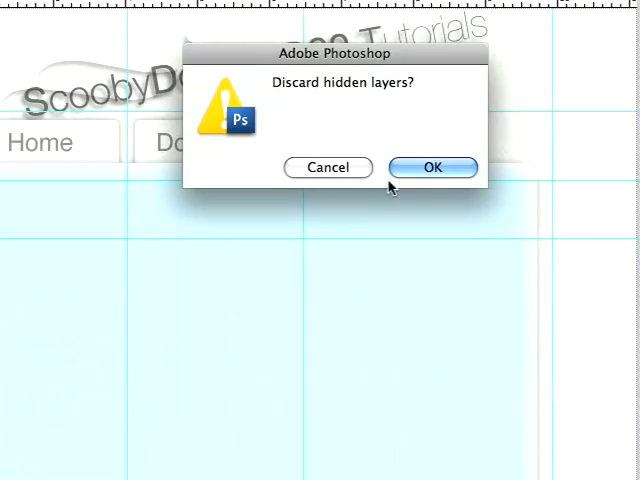 Adobe Photoshop
Discard hidden layers?
Ps
Cancel
OK
Tutorials
ScoobyDo
Home
Do